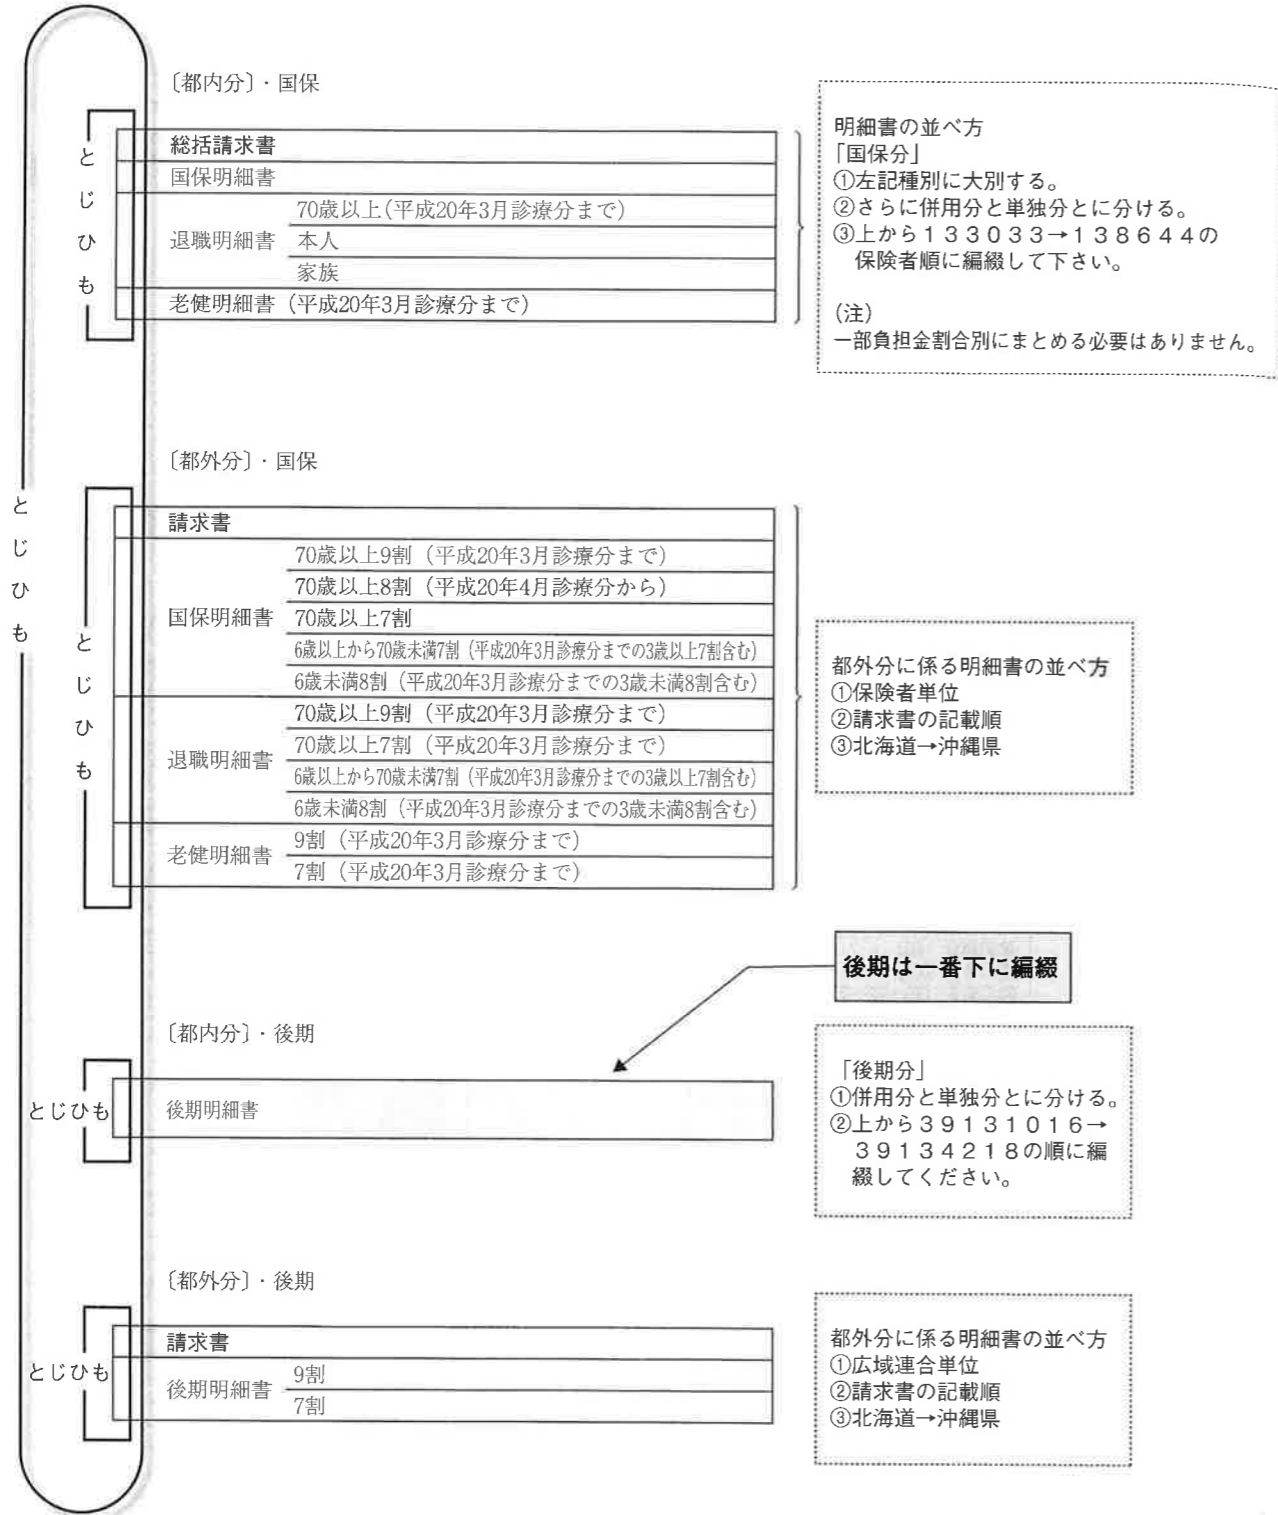 〔都内分〕・国保
とじひも
総括請求書
国保明細書
退職明細書
70歳以上(平成20年3月診療分まで)
本人
家族
老健明細書(平成20年3月診療分まで)
明細書の並べ方
「国保分」
①左記種別に大別する。
②さらに併用分と単独分とに分ける。
③上から133033→138644の
保険者順に編綴して下さい。
(注)
一部負担金割合別にまとめる必要はありません。
とじひも
〔都外分〕・国保
とじひも
請求書
国保明細書
70歳以上9割(平成20年3月診療分まで)
70歳以上8割(平成20年4月診療分から)
70歳以上7割
6歳以上から70歳未満7割(平成20年3月診療分までの3歳以上7割含む)
6歳未満8割(平成20年3月診療分までの3歳未満8割含む)
退職明細書
70歳以上9割(平成20年3月診療分まで)
70歳以上7割(平成20年3月診療分まで)
6歳以上から70歳未満7割(平成20年3月診療分までの3歳以上7割含む)
6歳未満8割(平成20年3月診療分までの3歳未満8割含む)
老健明細書
9割(平成20年3月診療分まで)
7割(平成20年3月診療分まで)
都外分に係る明細書の並べ方
①保険者単位
②請求書の記載順
③北海道→沖縄県
後期は一番下に編綴
〔都内分〕・後期
とじひも
後期明細書
「後期分」
①併用分と単独分とに分ける。
②上から39131016→
39134218の順に編
綴してください。
〔都外分〕・後期
とじひも
請求書
後期明細書
9割
7割
都外分に係る明細書の並べ方
①広域連合単位
②請求書の記載順
③北海道→沖縄県